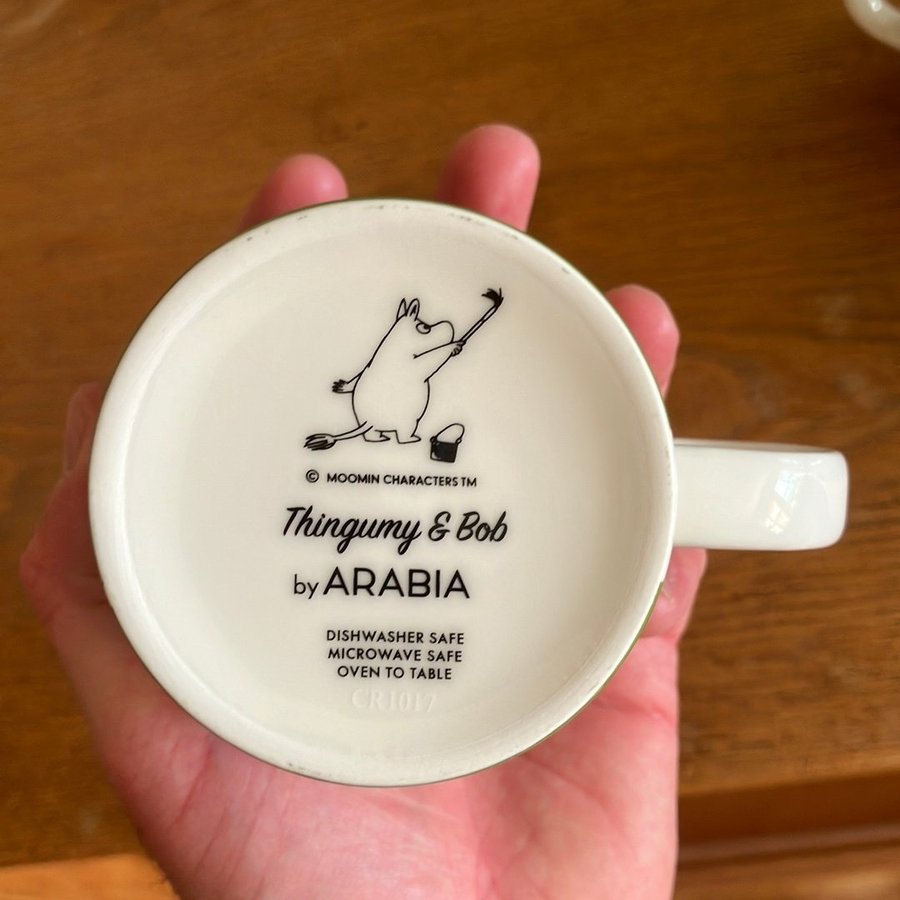 © MOOMIN CHARACTERS TM
Thingumy & Bob
by ARABIA
DISHWASHER SAFE
MICROWAVE SAFE
OVEN TO TABLE
CR1017